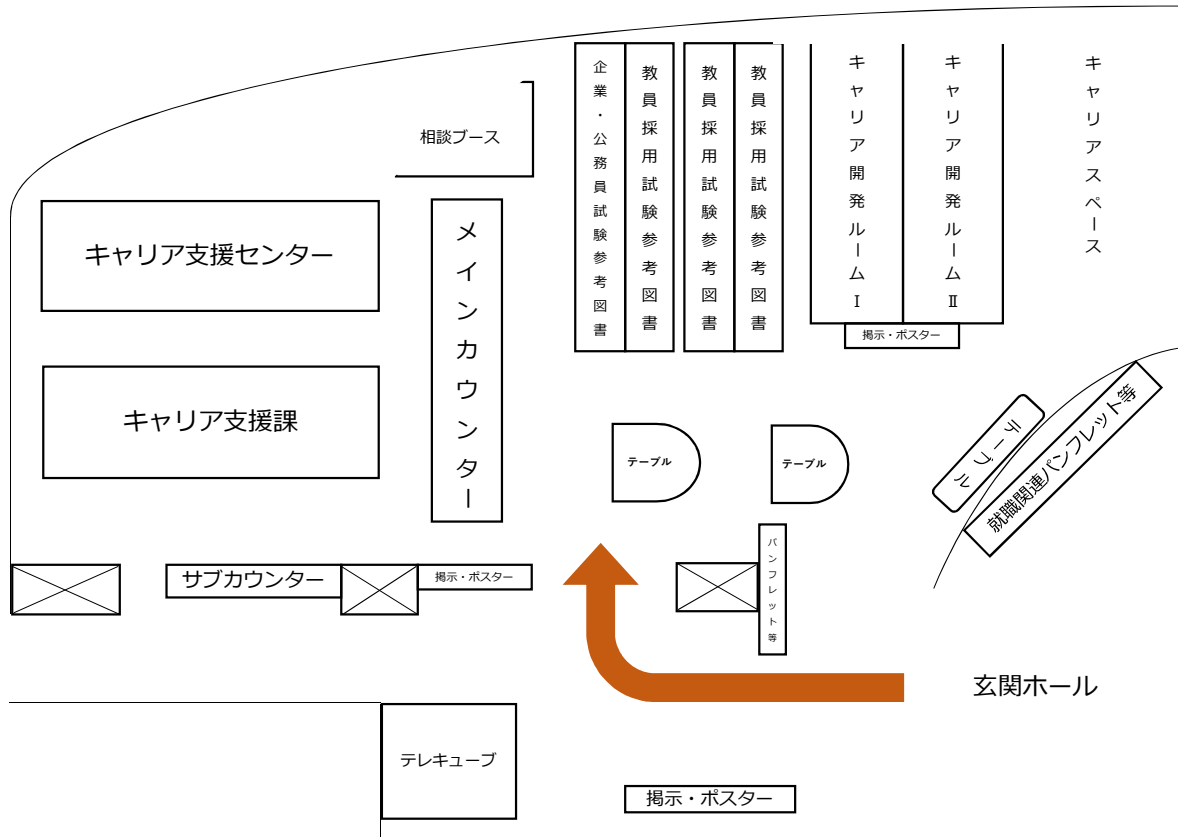 企業・公務員試験参考図書
教員採用試験参考図書
教員採用試験参考図書
教員採用試験参考図書
キャリア開発ルームⅠ
キャリア開発ルームⅡ
キャリアスペース
相談ブース
キャリア支援センター
メインカウンター
掲示・ポスター
キャリア支援課
テーブル
テーブル
テーブル
就職関連パンフレット等
サブカウンター
掲示・ポスター
パンフレット等
玄関ホール
テレキューブ
掲示・ポスター